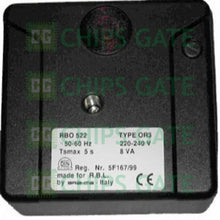 CHIPS GATE
RBO 522 TYPE OR3
50-60 Hz 220-240 V
Tsmax 5 s 8 VA
Reg. Nr. 5F167/99
made for R.B.L.
by Italy